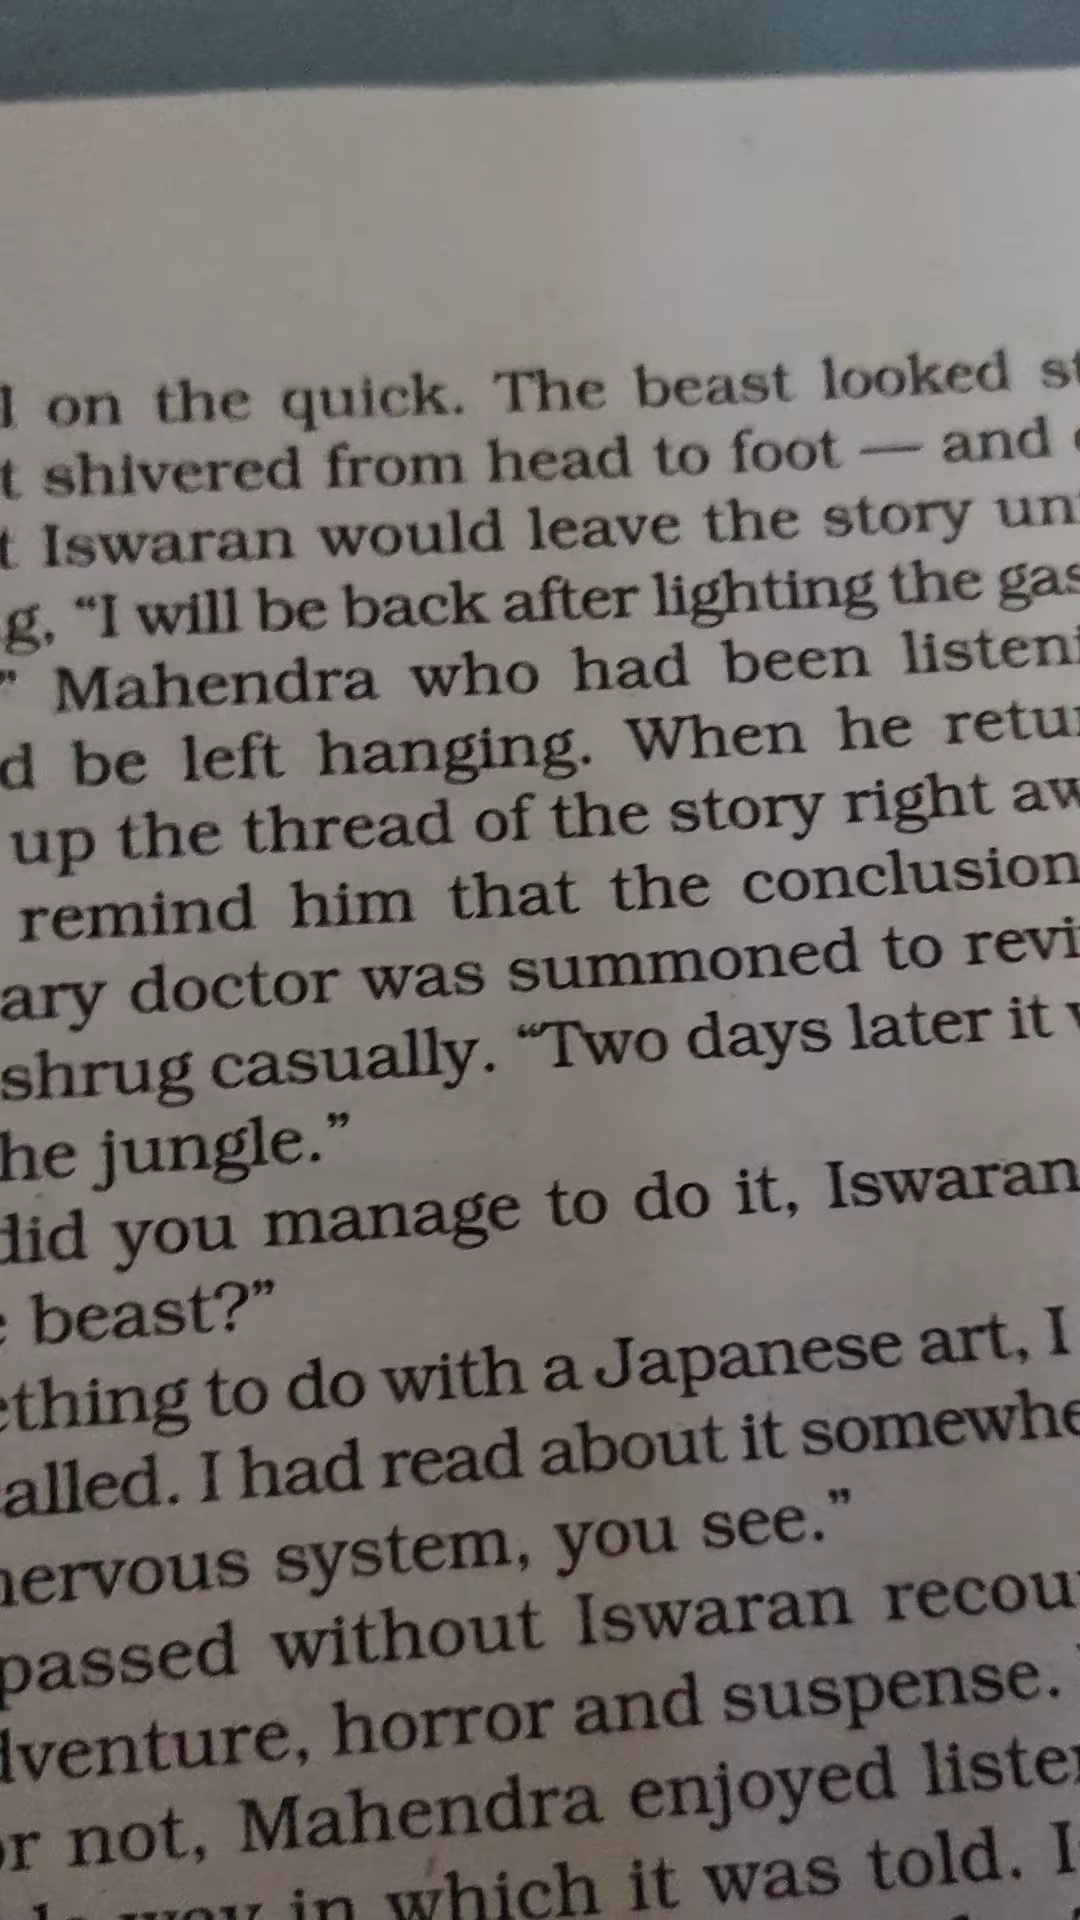 on the quick. The beast looked
shivered from head to foot — and
Iswaran would leave the story
“I will be back after lighting the gas
” Mahendra who had been
be left hanging. When he
up the thread of the story right
remind him that the conclusion
doctor was summoned to
shrug casually. “Two days later it
jungle.”
did you manage to do it, Iswaran
beast?”
to do with a Japanese art, I
I had read about it
nervous system, you see.”
passed without Iswaran
horror and suspense.
not, Mahendra enjoyed
way in which it was told.